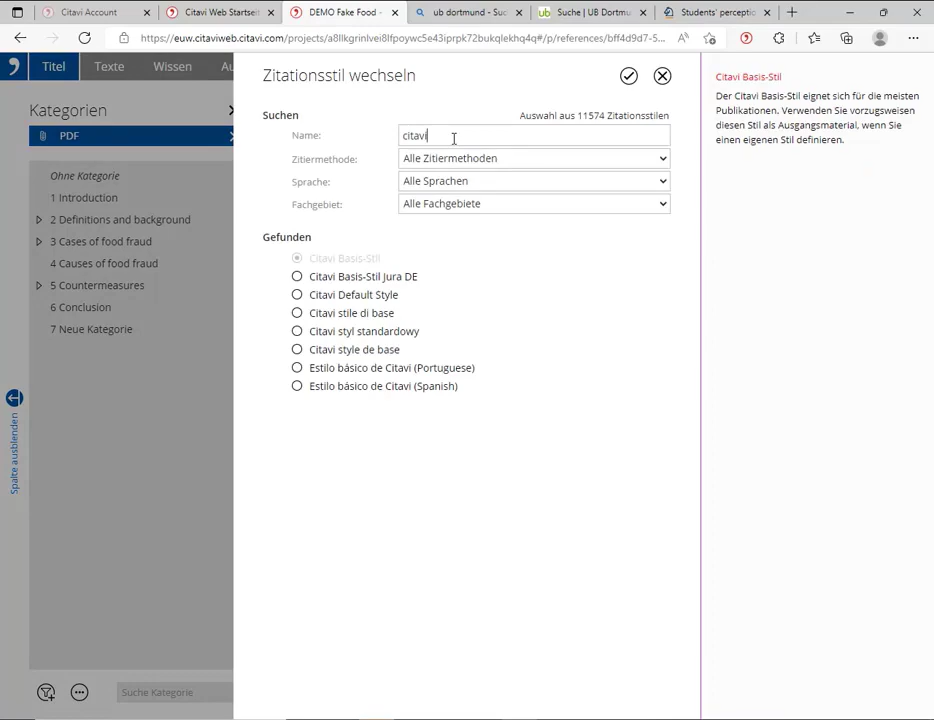 Citavi Account
Citavi Web Startseit
DEMO Fake Food -
ub dortmund - Suc
Suche | UB Dortmu
Students' perceptio
https://euw.citaviweb.citavi.com/projects/a8llkgrinlvei8lfpoywc5e43iprpk72bukqlekhq4q#/p/references/bff4d9d7-5...
Titel
Texte
Wissen
Au
Kategorien
PDF
Ohne Kategorie
1 Introduction
2 Definitions and background
3 Cases of food fraud
4 Causes of food fraud
5 Countermeasures
6 Conclusion
7 Neue Kategorie
Spalte ausblenden
Suche Kategorie
Zitationsstil wechseln
Suchen
Auswahl aus 11574 Zitationsstilen
Name:
citavi
Zitiermethode:
Alle Zitiermethoden
Sprache:
Alle Sprachen
Fachgebiet:
Alle Fachgebiete
Gefunden
Citavi Basis-Stil
Citavi Basis-Stil Jura DE
Citavi Default Style
Citavi stile di base
Citavi styl standardowy
Citavi style de base
Estilo básico de Citavi (Portuguese)
Estilo básico de Citavi (Spanish)
Citavi Basis-Stil
Der Citavi Basis-Stil eignet sich für die meisten
Publikationen. Verwenden Sie vorzugsweisen
diesen Stil als Ausgangsmaterial, wenn Sie
einen eigenen Stil definieren.